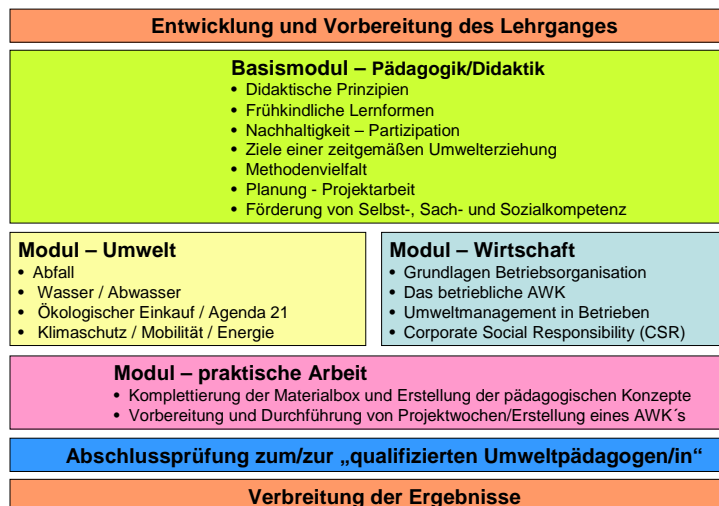 Entwicklung und Vorbereitung des Lehrganges
Basismodul – Pädagogik/Didaktik
• Didaktische Prinzipien
• Frühkindliche Lernformen
• Nachhaltigkeit – Partizipation
• Ziele einer zeitgemäßen Umwelterziehung
• Methodenvielfalt
• Planung - Projektarbeit
• Förderung von Selbst-, Sach- und Sozialkompetenz
Modul – Umwelt
• Abfall
• Wasser / Abwasser
• Ökologischer Einkauf / Agenda 21
• Klimaschutz / Mobilität / Energie
Modul – Wirtschaft
• Grundlagen Betriebsorganisation
• Das betriebliche AWK
• Umweltmanagement in Betrieben
• Corporate Social Responsibility (CSR)
Modul – praktische Arbeit
• Komplettierung der Materialbox und Erstellung der pädagogischen Konzepte
• Vorbereitung und Durchführung von Projektwochen/Erstellung eines AWK´s
Abschlussprüfung zum/zur „qualifizierten Umweltpädagogen/in“
Verbreitung der Ergebnisse